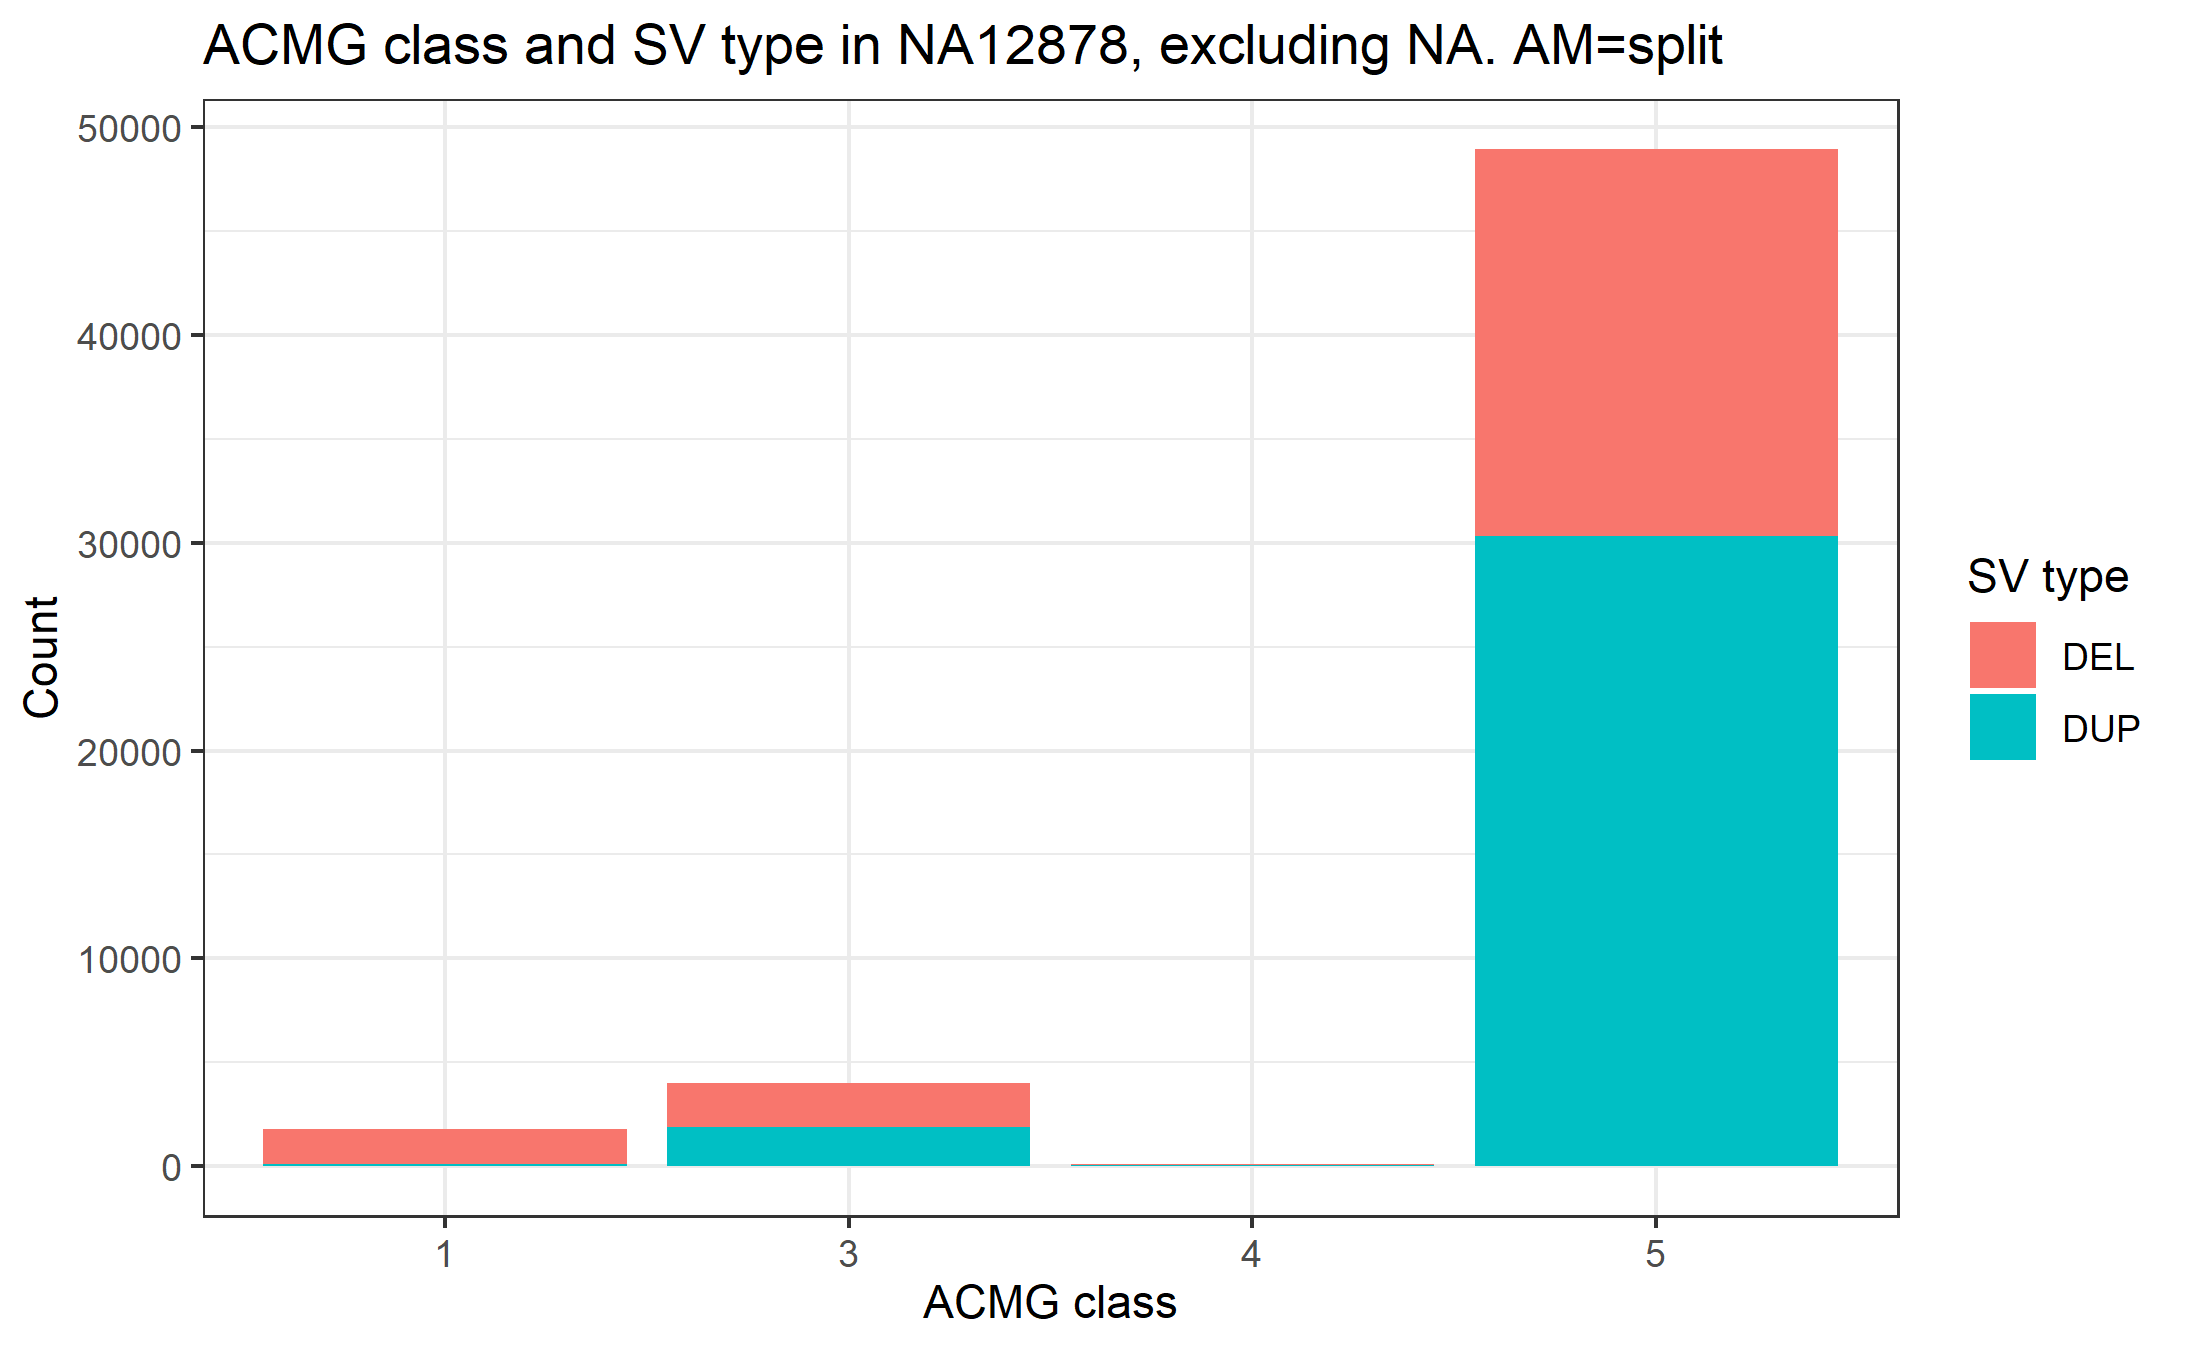 ACMG class and SV type in NA12878, excluding NA. AM=split
50000
40000
30000
20000
10000
0
Count
1 3 4 5
ACMG class
SV type
DEL
DUP